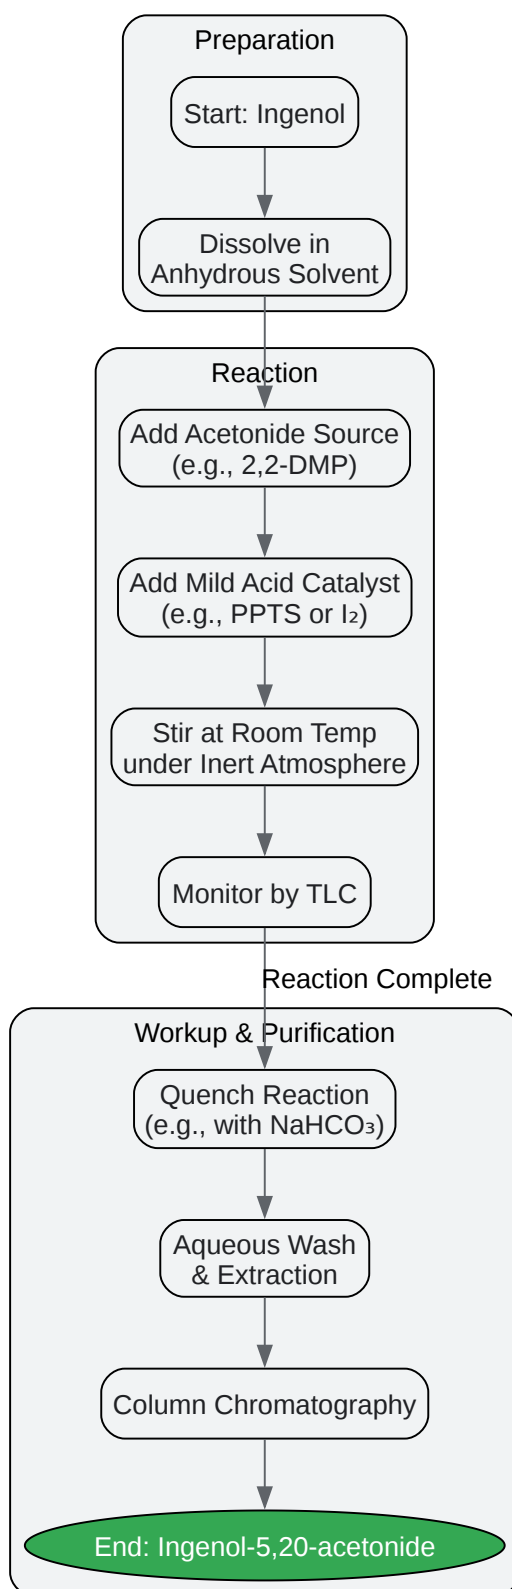 Preparation
Start: Ingenol
Dissolve in
Anhydrous Solvent
Reaction
Add Acetonide Source
(e.g., 2,2-DMP)
Add Mild Acid Catalyst
(e.g., PPTS or I₂)
Stir at Room Temp
under Inert Atmosphere
Monitor by TLC
Reaction Complete
Workup & Purification
Quench Reaction
(e.g., with NaHCO₃)
Aqueous Wash
& Extraction
Column Chromatography
End: Ingenol-5,20-acetonide